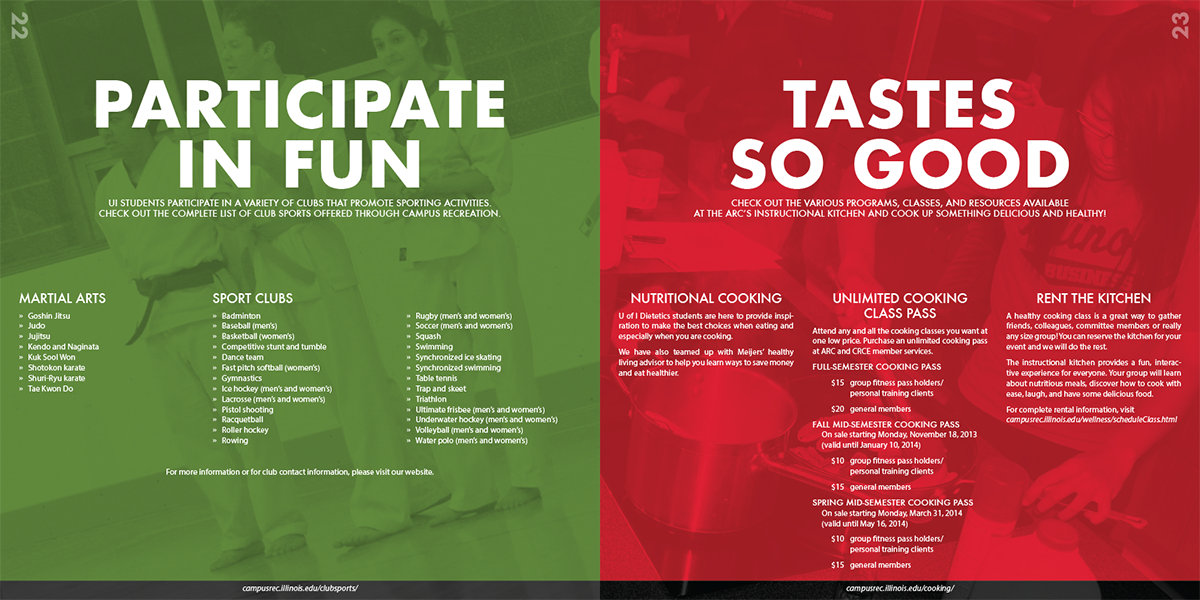 22
PARTICIPATE
IN FUN
UI STUDENTS PARTICIPATE IN A VARIETY OF CLUBS THAT PROMOTE SPORTING ACTIVITIES.
CHECK OUT THE COMPLETE LIST OF CLUB SPORTS OFFERED THROUGH CAMPUS RECREATION.
MARTIAL ARTS
» Goshin Jitsu
» Judo
» Jujitsu
» Kendo and Naginata
» Kuk Sool Won
» Shotokon karate
» Shuri-Ryu karate
» Tae Kwon Do
SPORT CLUBS
» Badminton
» Baseball (men's)
» Basketball (women's)
» Competitive stunt and tumble
» Dance team
» Fast pitch softball (women's)
» Gymnastics
» Ice hockey (men's and women's)
» Lacrosse (men's and women's)
» Pistol shooting
» Racquetball
» Roller hockey
» Rowing
» Rugby (men's and women's)
» Soccer (men's and women's)
» Squash
» Swimming
» Synchronized ice skating
» Synchronized swimming
» Table tennis
» Trap and skeet
» Triathlon
» Ultimate frisbee (men's and women's)
» Underwater hockey (men's and women's)
» Volleyball (men's and women's)
» Water polo (men's and women's)
For more information or for club contact information, please visit our website.
campusrec.illinois.edu/clubsports/
23
TASTES
SO GOOD
CHECK OUT THE VARIOUS PROGRAMS, CLASSES, AND RESOURCES AVAILABLE
AT THE ARC'S INSTRUCTIONAL KITCHEN AND COOK UP SOMETHING DELICIOUS AND HEALTHY!
NUTRITIONAL COOKING
U of I Dietetics students are here to provide inspi-
ration to make the best choices when eating and
especially when you are cooking.
We have also teamed up with Meijers' healthy
living advisor to help you learn ways to save money
and eat healthier.
UNLIMITED COOKING
CLASS PASS
Attend any and all the cooking classes you want at
one low price. Purchase an unlimited cooking pass
at ARC and CRCE member services.
FULL-SEMESTER COOKING PASS
$15 group fitness pass holders/
personal training clients
$20 general members
FALL MID-SEMESTER COOKING PASS
On sale starting Monday, November 18, 2013
(valid until January 10, 2014)
$10 group fitness pass holders/
personal training clients
$15 general members
SPRING MID-SEMESTER COOKING PASS
On sale starting Monday, March 31, 2014
(valid until May 16, 2014)
$10 group fitness pass holders/
personal training clients
$15 general members
RENT THE KITCHEN
A healthy cooking class is a great way to gather
friends, colleagues, committee members or really
any size group! You can reserve the kitchen for your
event and we will do the rest.
The instructional kitchen provides a fun, interac-
tive experience for everyone. Your group will learn
about nutritious meals, discover how to cook with
ease, laugh, and have some delicious food.
For complete rental information, visit
campusrec.illinois.edu/wellness/scheduleClass.html
BUSINESS
campusrec.illinois.edu/cooking/